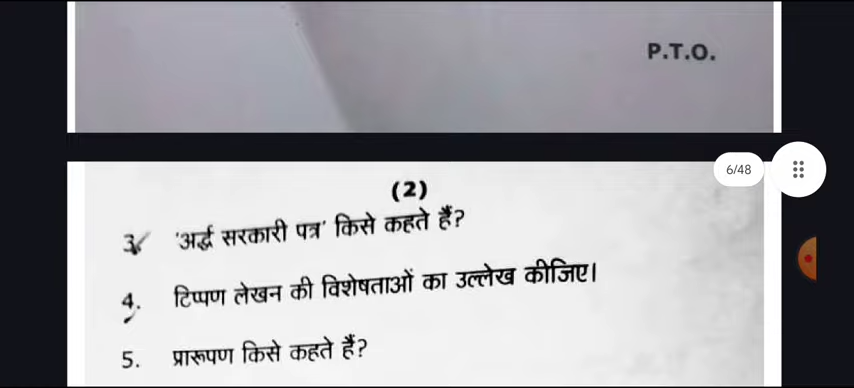 P.T.O.
6/48
(2)
3. 'अर्द्ध सरकारी पत्र' किसे कहते हैं?
4. टिप्पण लेखन की विशेषताओं का उल्लेख कीजिए।
5. प्रारूपण किसे कहते हैं?